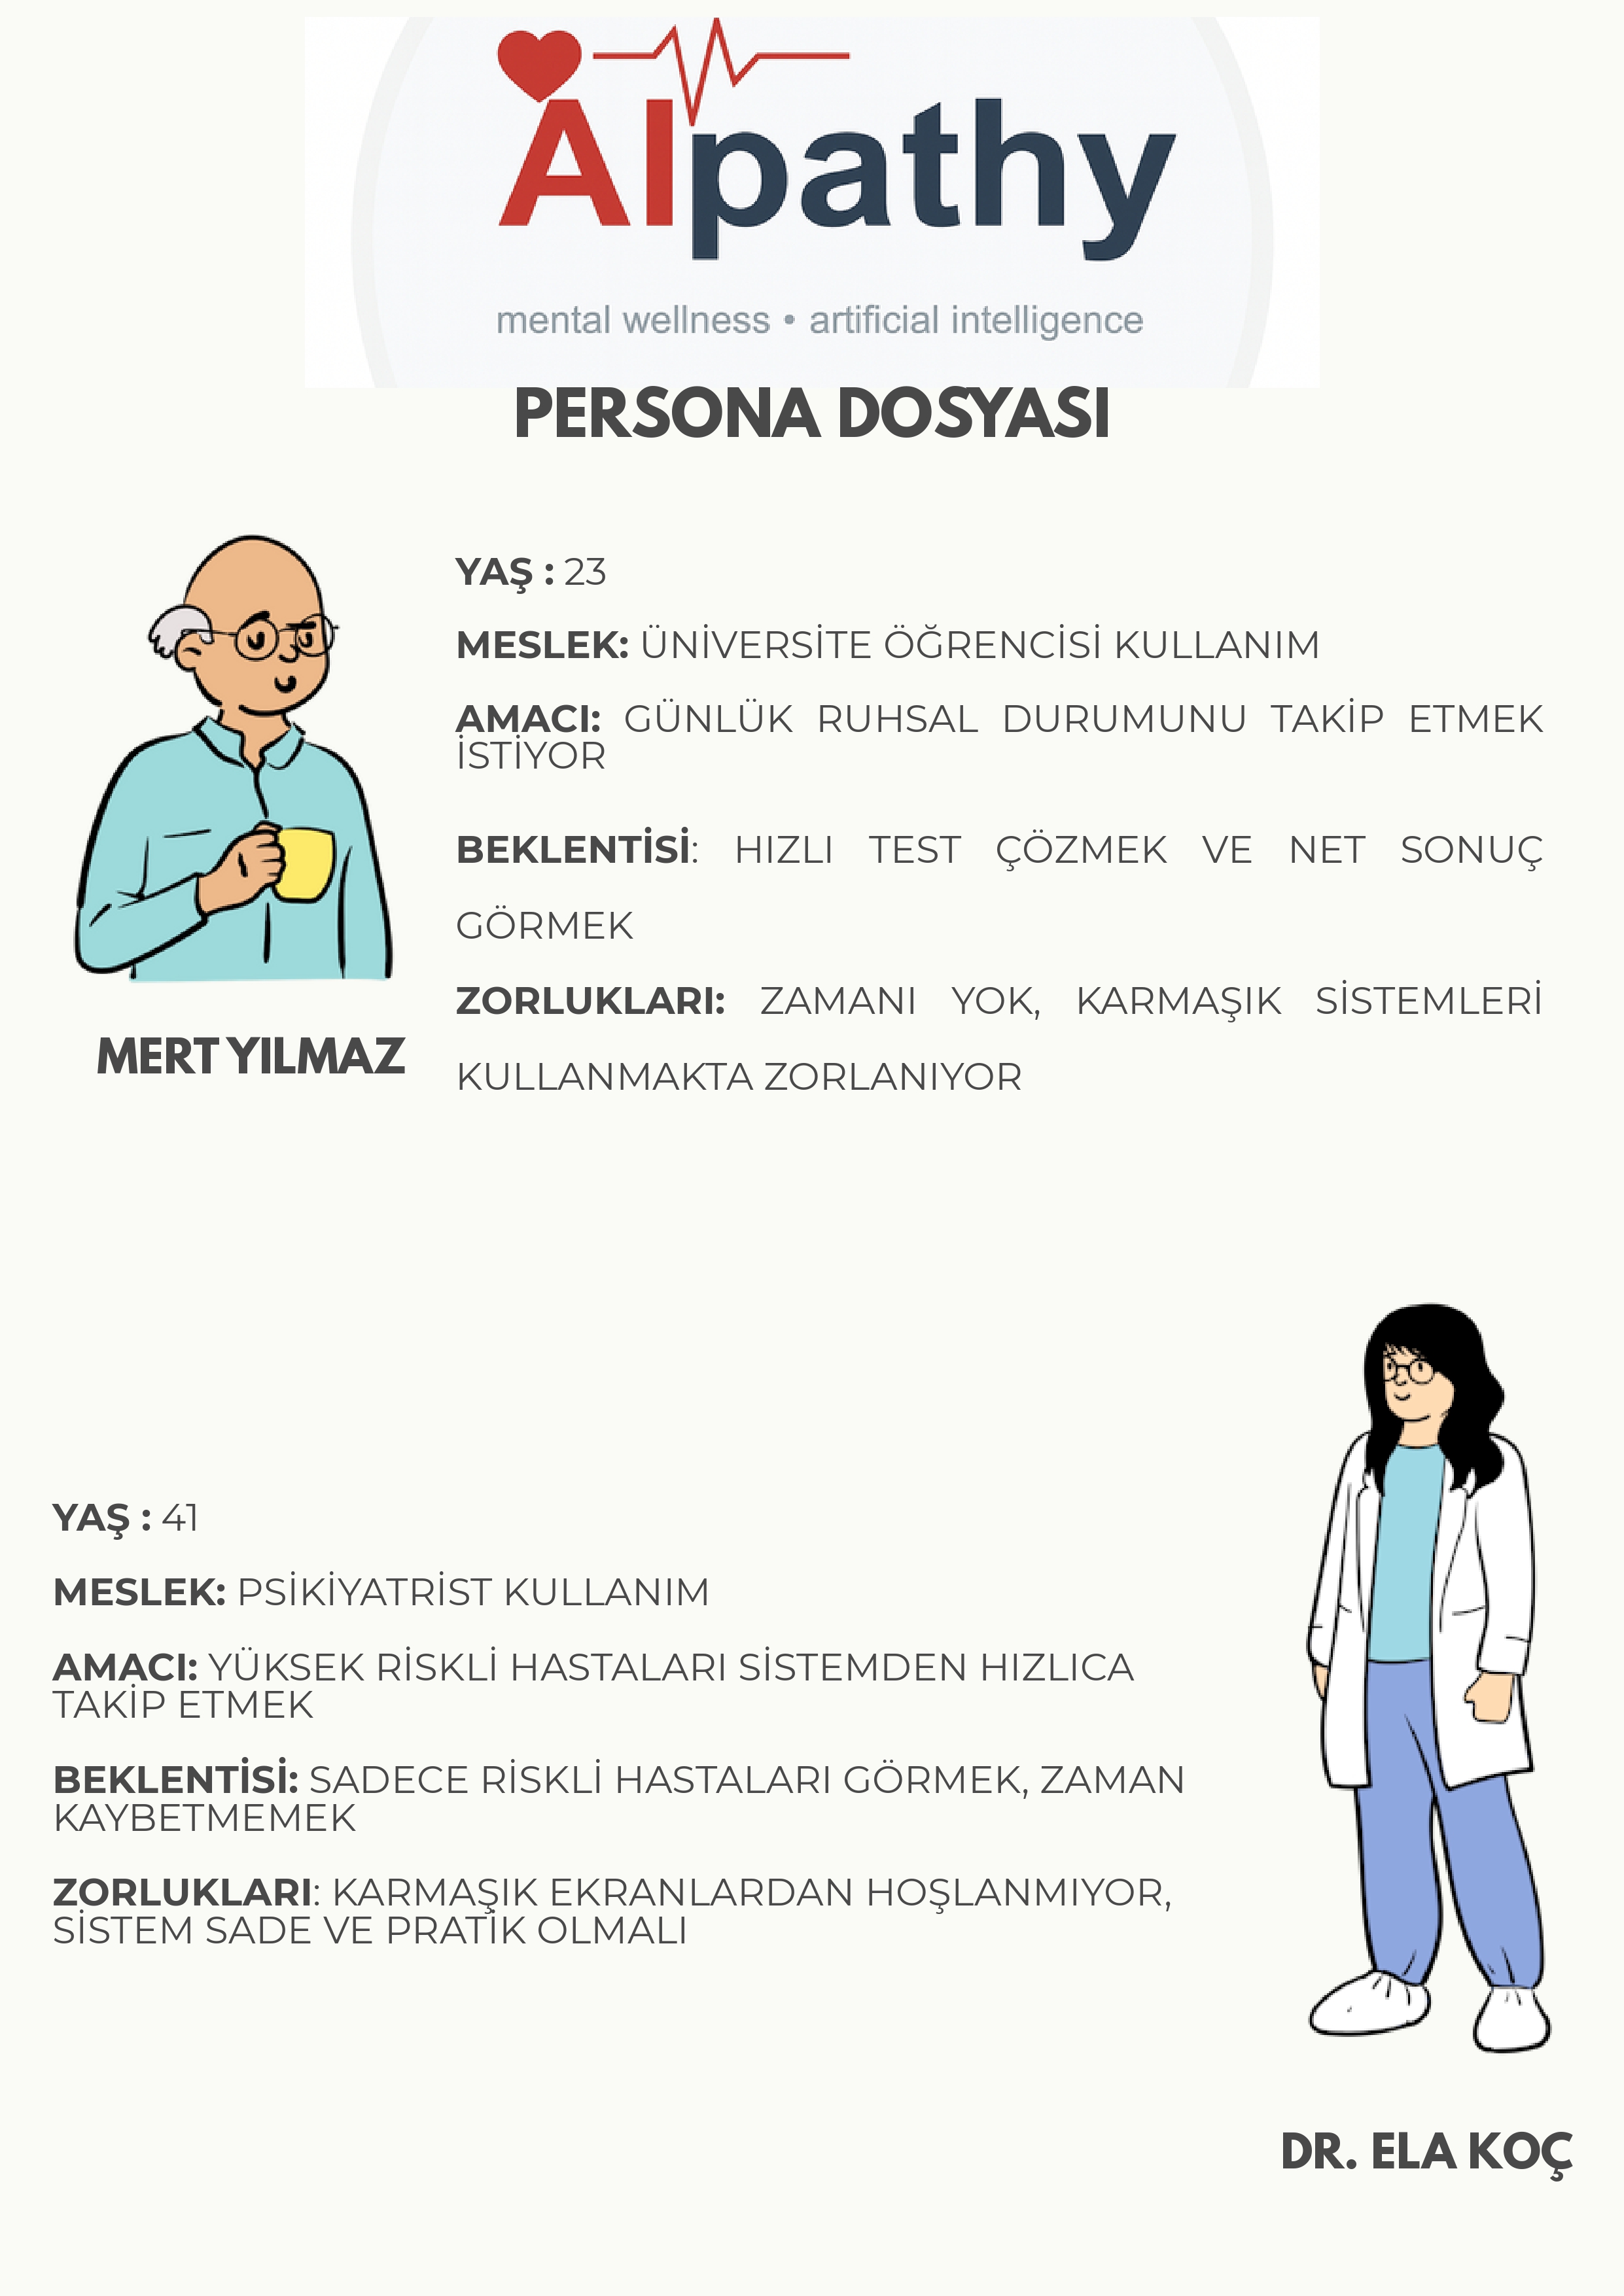 AIpathy
mental wellness • artificial intelligence
PERSONA DOSYASI
YAŞ : 23
MESLEK: ÜNİVERSİTE ÖĞRENCİSİ KULLANIM
AMACI: GÜNLÜK RUHSAL DURUMUNU TAKİP ETMEK
İSTİYOR
BEKLENTİSİ: HIZLI TEST ÇÖZMEK VE NET SONUÇ
GÖRMEK
ZORLUKLARI: ZAMANI YOK, KARMAŞIK SİSTEMLERİ
KULLANMAKTA ZORLANIYOR
MERT YILMAZ
YAŞ : 41
MESLEK: PSİKİYATRİST KULLANIM
AMACI: YÜKSEK RİSKLİ HASTALARI SİSTEMDEN HIZLICA
TAKİP ETMEK
BEKLENTİSİ: SADECE RİSKLİ HASTALARI GÖRMEK, ZAMAN
KAYBETMEMEK
ZORLUKLARI: KARMAŞIK EKRANLARDAN HOŞLANMIYOR,
SİSTEM SADE VE PRATİK OLMALI
DR. ELA KOÇ